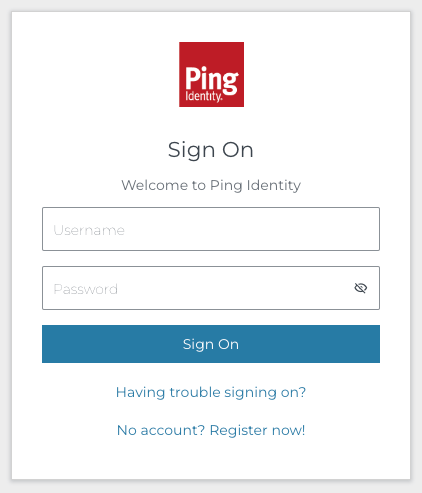 Ping
Identity.
Sign On
Welcome to Ping Identity
Username
Password
Sign On
Having trouble signing on?
No account? Register now!